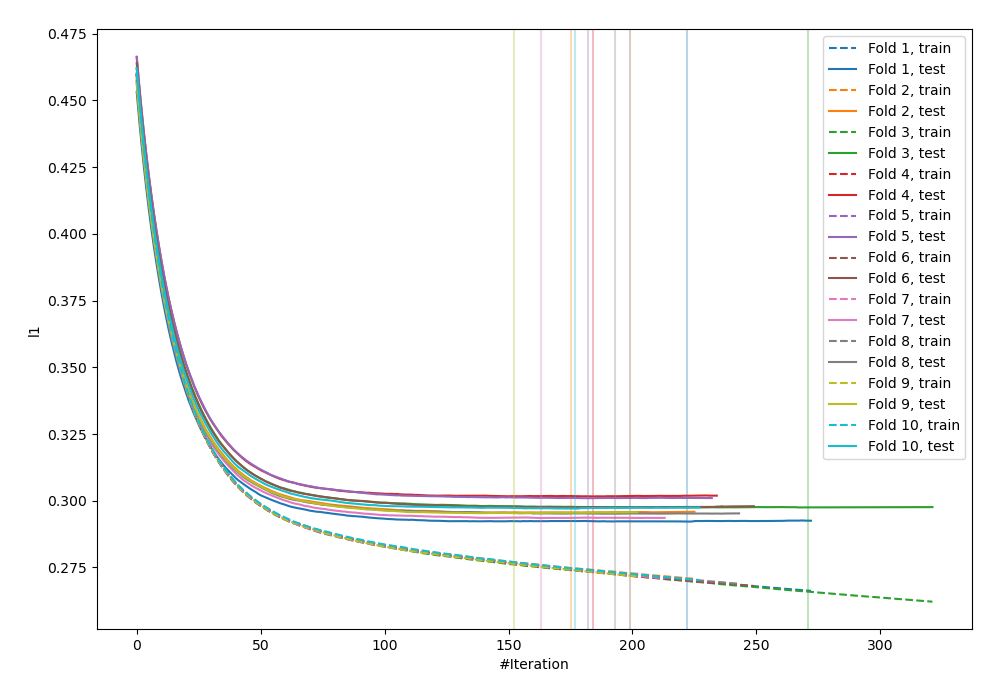 0.475
0.450
0.425
0.400
0.375
0.350
0.325
0.300
0.275
l1
0
50
100
150
200
250
300
#Iteration
Fold 1, train
Fold 1, test
Fold 2, train
Fold 2, test
Fold 3, train
Fold 3, test
Fold 4, train
Fold 4, test
Fold 5, train
Fold 5, test
Fold 6, train
Fold 6, test
Fold 7, train
Fold 7, test
Fold 8, train
Fold 8, test
Fold 9, train
Fold 9, test
Fold 10, train
Fold 10, test